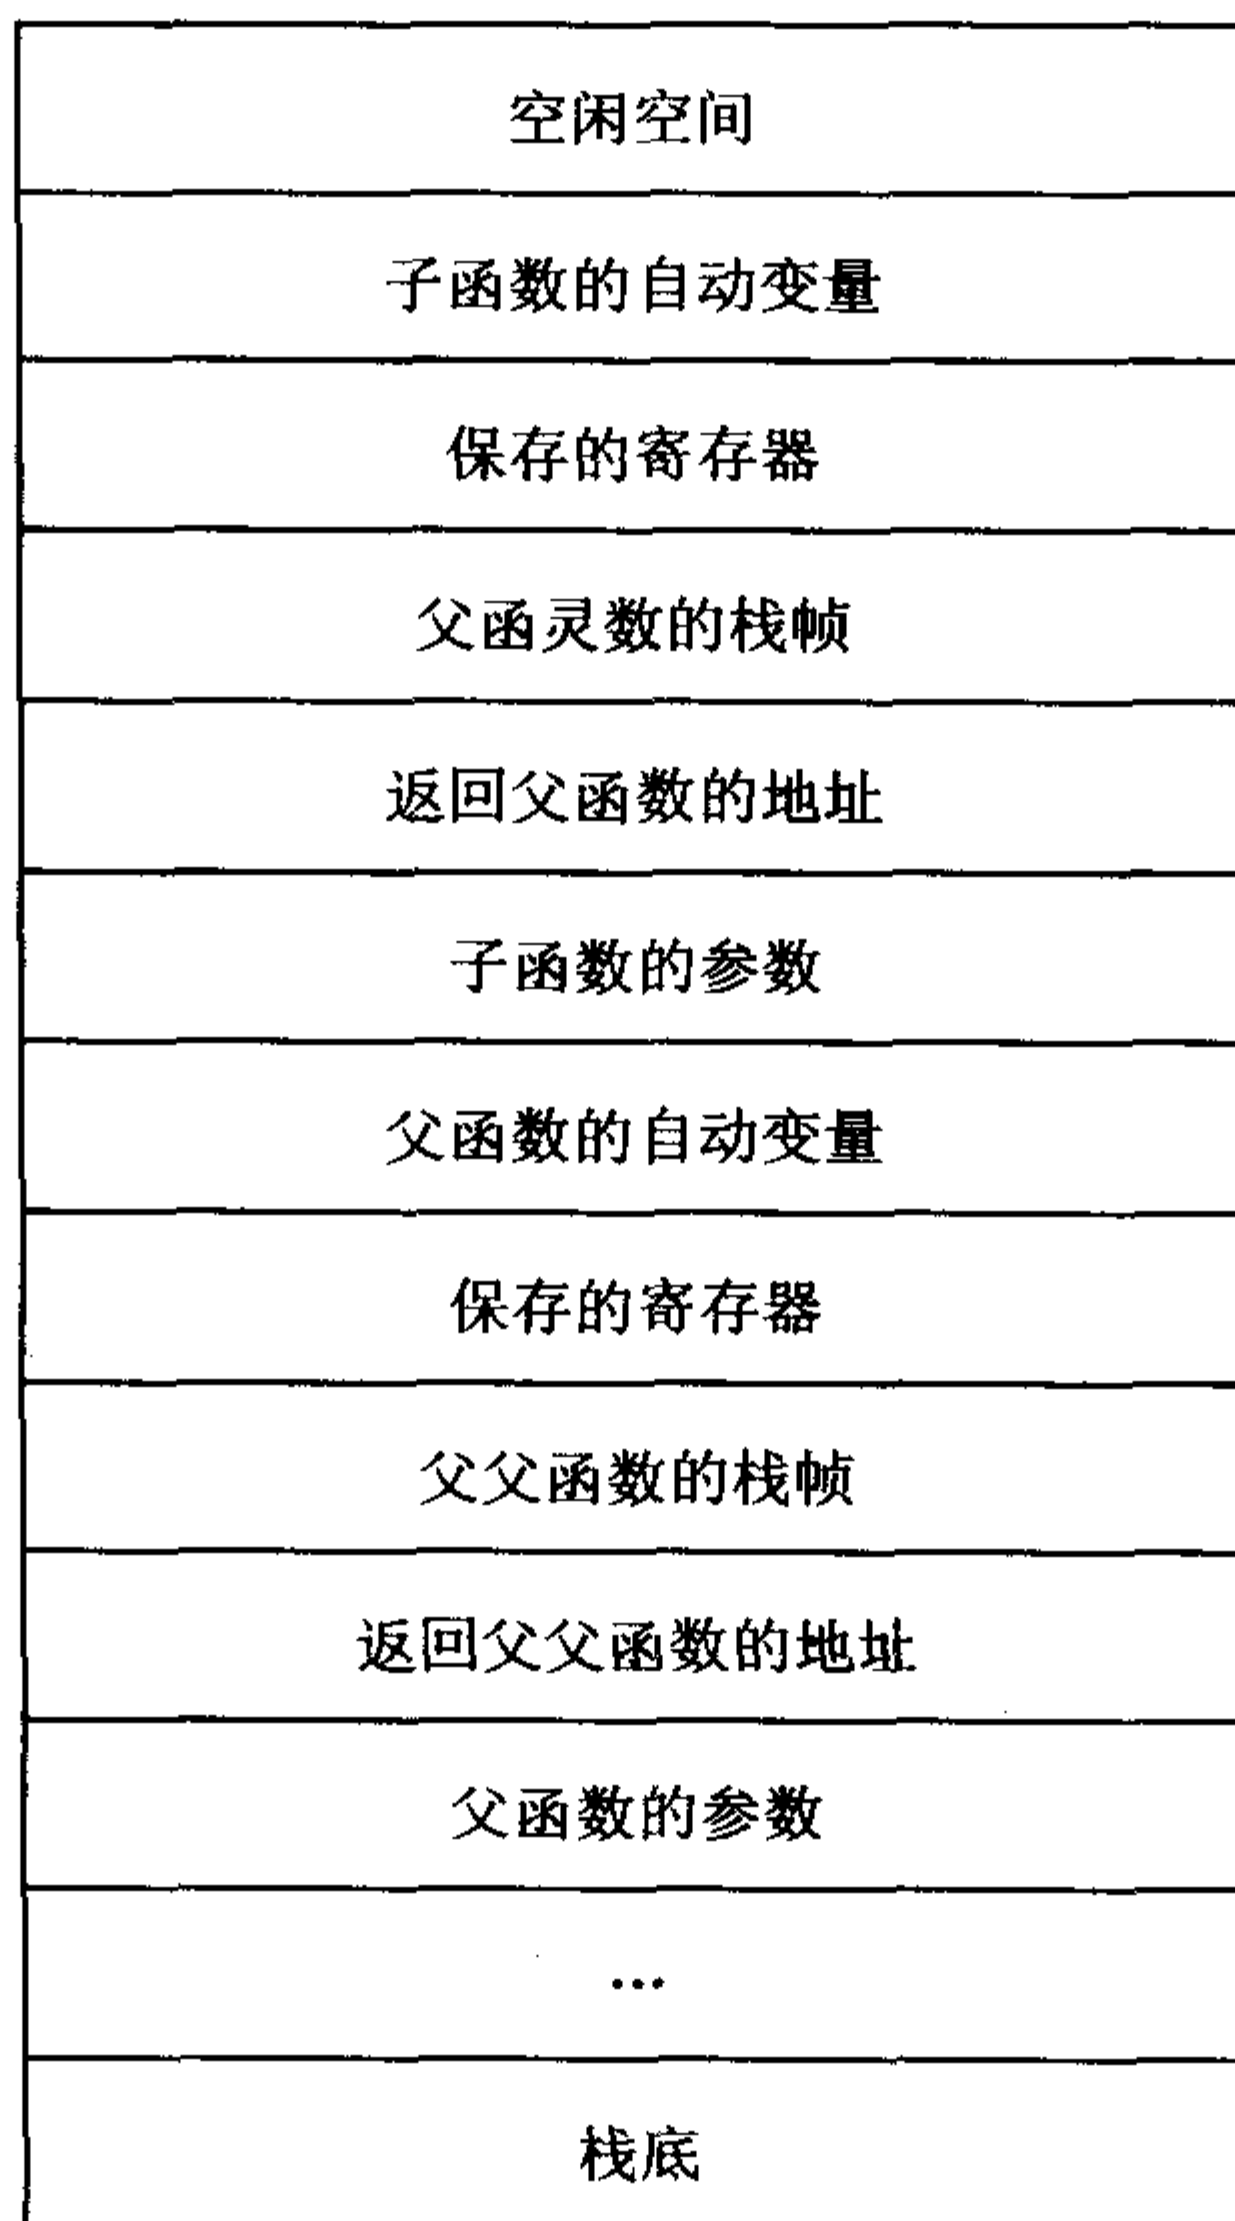 空闲空间
子函数的自动变量
保存的寄存器
父函灵数的栈帧
返回父函数的地址
子函数的参数
父函数的自动变量
保存的寄存器
父父函数的栈帧
返回父父函数的地址
父函数的参数
...
栈底